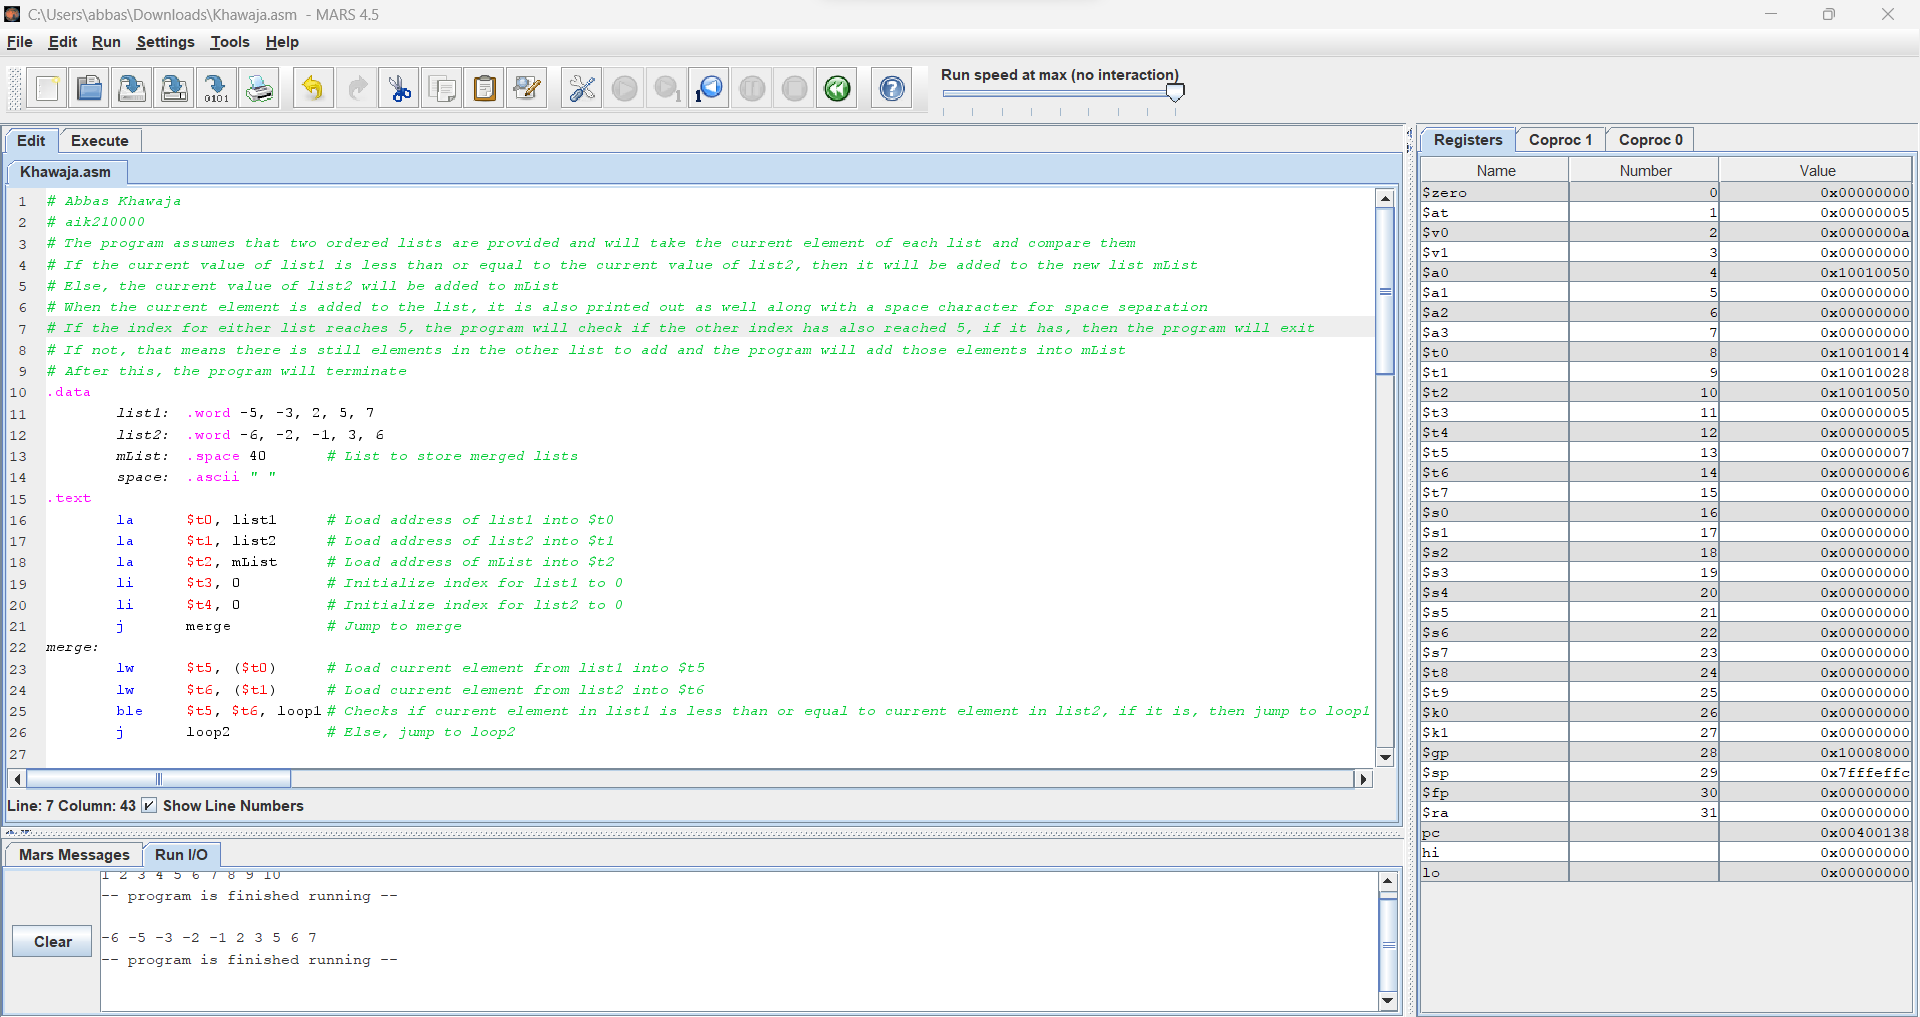 C:\Users\abbas\Downloads\Khawaja.asm - MARS 4.5
File Edit Run Settings Tools Help
Run speed at max (no interaction)
Edit Execute
Khawaja.asm
1 # Abbas Khawaja
2 # aik210000
3 # The program assumes that two ordered lists are provided and will take the current element of each list and compare them
4 # If the current value of list1 is less than or equal to the current value of list2, then it will be added to the new list mList
5 # Else, the current value of list2 will be added to mList
6 # When the current element is added to the list, it is also printed out as well along with a space character for space separation
7 # If the index for either list reaches 5, the program will check if the other index has also reached 5, if it has, then the program will exit
8 # If not, that means there is still elements in the other list to add and the program will add those elements into mList
9 # After this, the program will terminate
10 .data
11 list1: .word -5, -3, 2, 5, 7
12 list2: .word -6, -2, -1, 3, 6
13 mList: .space 40 # List to store merged lists
14 space: .ascii " "
15 .text
16 la $t0, list1 # Load address of list1 into $t0
17 la $t1, list2 # Load address of list2 into $t1
18 la $t2, mList # Load address of mList into $t2
19 li $t3, 0 # Initialize index for list1 to 0
20 li $t4, 0 # Initialize index for list2 to 0
21 j merge # Jump to merge
22 merge:
23 lw $t5, ($t0) # Load current element from list1 into $t5
24 lw $t6, ($t1) # Load current element from list2 into $t6
25 ble $t5, $t6, loop1 # Checks if current element in list1 is less than or equal to current element in list2, if it is, then jump to loop1
26 j loop2 # Else, jump to loop2
27
Line: 7 Column: 43 Show Line Numbers
Mars Messages Run I/O
1 2 3 4 5 6 7 8 9 10
-- program is finished running --
-6 -5 -3 -2 -1 2 3 5 6 7
-- program is finished running --
Clear
Registers Coproc 1 Coproc 0
Name Number Value
$zero 0 0x00000000
$at 1 0x00000005
$v0 2 0x0000000a
$v1 3 0x00000000
$a0 4 0x10010050
$a1 5 0x00000000
$a2 6 0x00000000
$a3 7 0x00000000
$t0 8 0x10010014
$t1 9 0x10010028
$t2 10 0x10010050
$t3 11 0x00000005
$t4 12 0x00000005
$t5 13 0x00000007
$t6 14 0x00000006
$t7 15 0x00000000
$s0 16 0x00000000
$s1 17 0x00000000
$s2 18 0x00000000
$s3 19 0x00000000
$s4 20 0x00000000
$s5 21 0x00000000
$s6 22 0x00000000
$s7 23 0x00000000
$t8 24 0x00000000
$t9 25 0x00000000
$k0 26 0x00000000
$k1 27 0x00000000
$gp 28 0x10008000
$sp 29 0x7fffeffc
$fp 30 0x00000000
$ra 31 0x00000000
pc 0x00400138
hi 0x00000000
lo 0x00000000